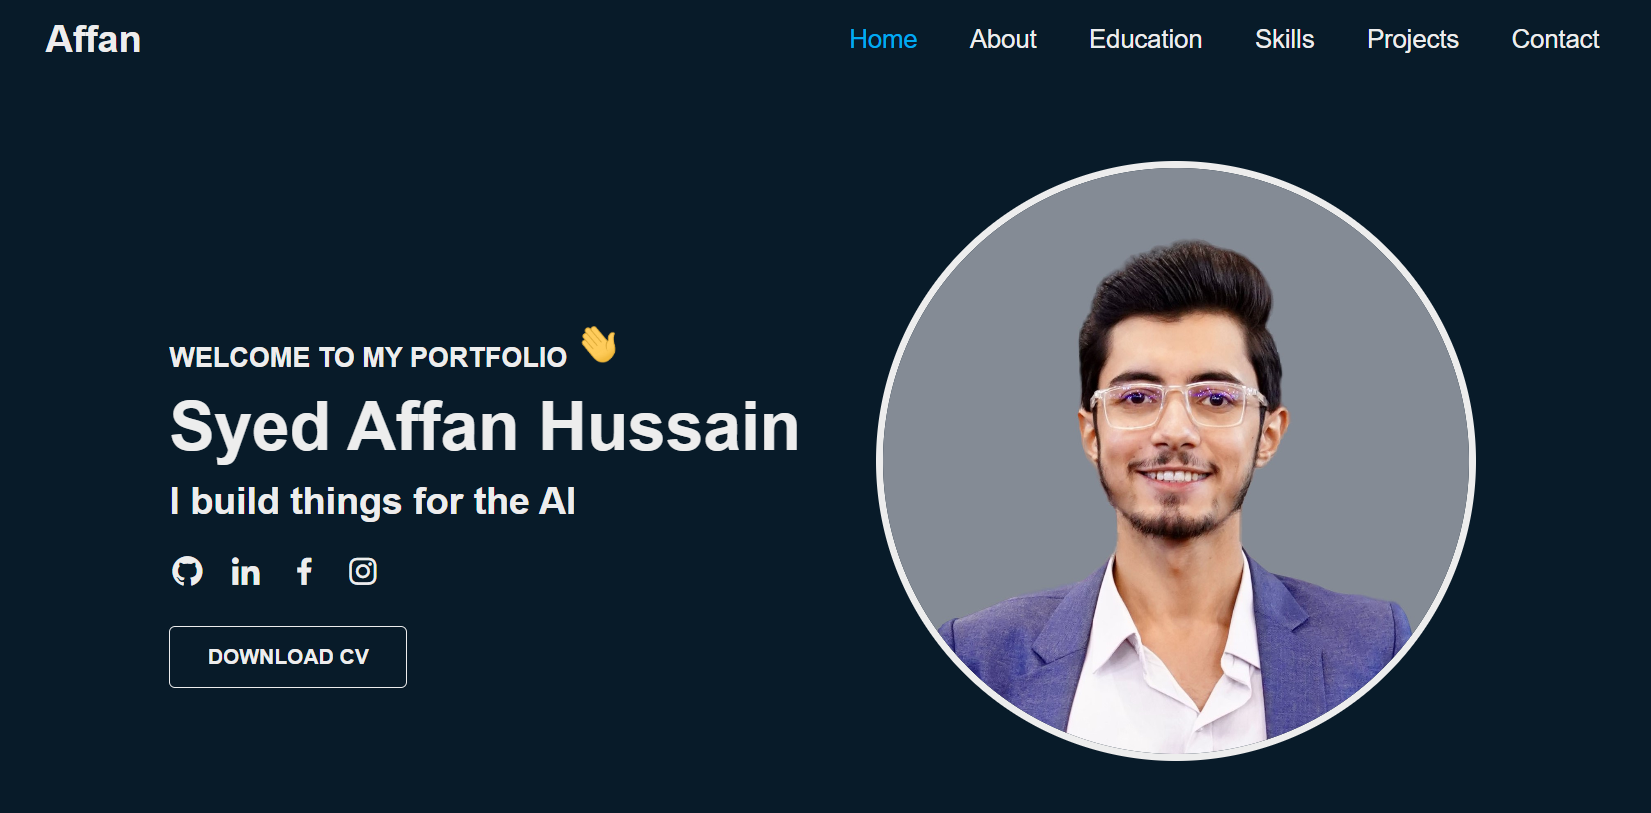 Affan
Home About Education Skills Projects Contact
WELCOME TO MY PORTFOLIO 👋
Syed Affan Hussain
I build things for the AI
DOWNLOAD CV